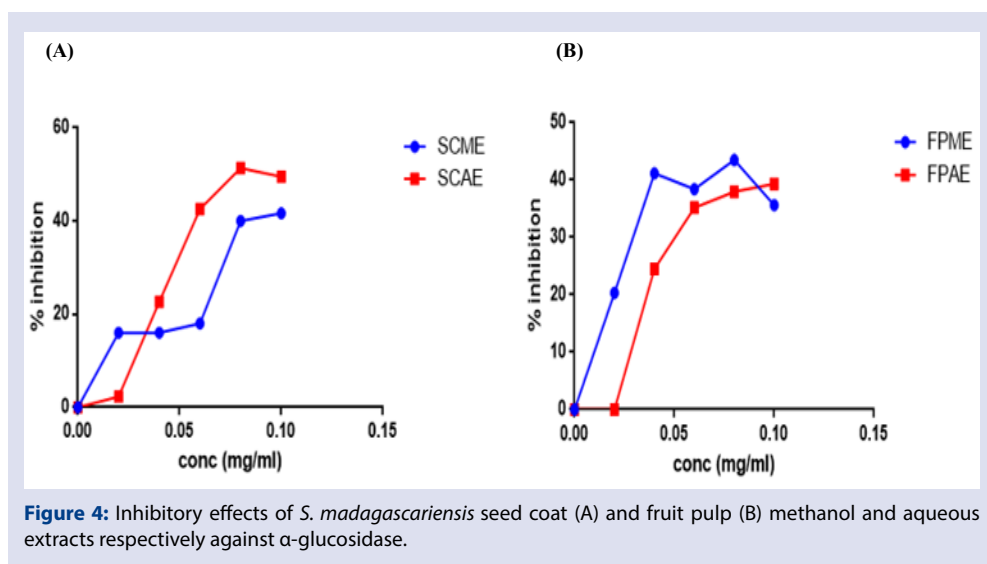 (A)
(B)
60
40
20
0
0.00 0.05 0.10 0.15
% inhibition
conc (mg/ml)
SCME
SCAE
50
40
30
20
10
0
0.00 0.05 0.10 0.15
% inhibition
conc (mg/ml)
FPME
FPAE
Figure 4: Inhibitory effects of S. madagascariensis seed coat (A) and fruit pulp (B) methanol and aqueous
extracts respectively against α-glucosidase.